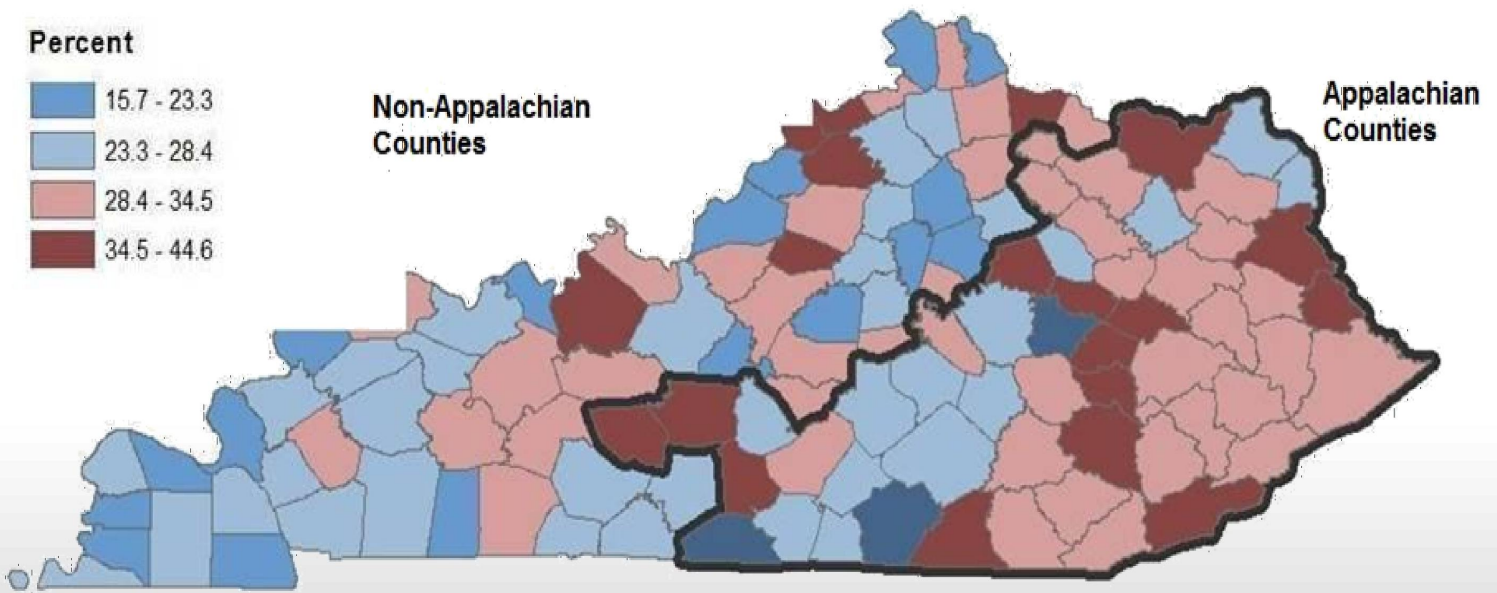 Percent
15.7 - 23.3
23.3 - 28.4
28.4 - 34.5
34.5 - 44.6
Non-Appalachian
Counties
Appalachian
Counties